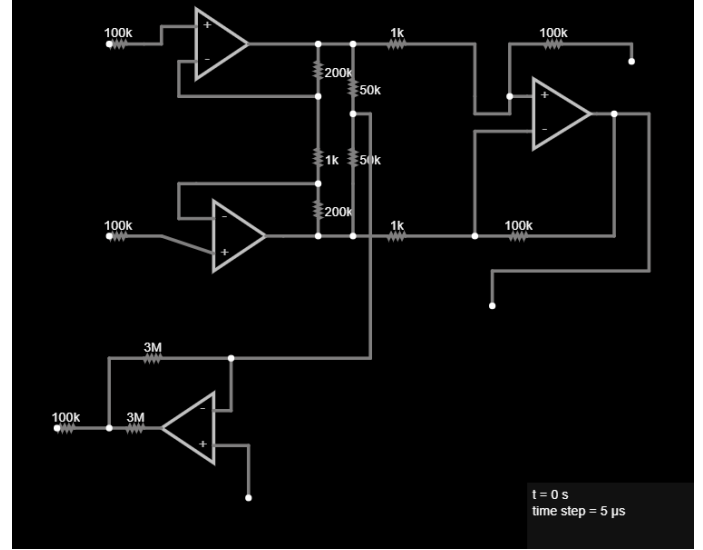 100k
+
-
200k
50k
1k
100k
+
-
1k
50k
100k
-
+
200k
1k
100k
3M
100k
3M
-
+
t = 0 s
time step = 5 μs